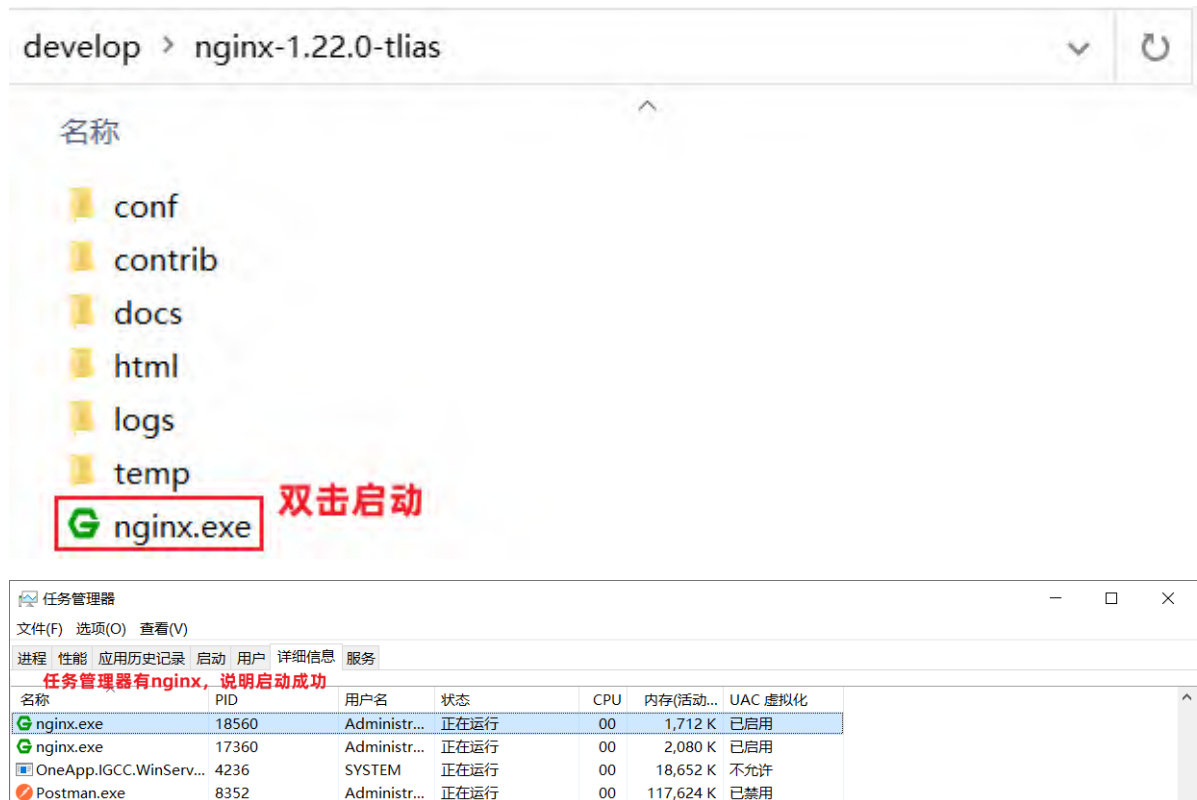 develop > nginx-1.22.0-tlias
名称
conf
contrib
docs
html
logs
temp
双击启动
nginx.exe
任务管理器
文件(F) 选项(O) 查看(V)
进程 性能 应用历史记录 启动 用户 详细信息 服务
任务管理器有nginx，说明启动成功
名称 PID 用户名 状态 CPU 内存(活动... UAC 虚拟化
nginx.exe 18560 Administr... 正在运行 00 1,712 K 已启用
nginx.exe 17360 Administr... 正在运行 00 2,080 K 已启用
OneApp.IGCC.WinServ... 4236 SYSTEM 正在运行 00 18,652 K 不允许
Postman.exe 8352 Administr... 正在运行 00 117,624 K 已禁用